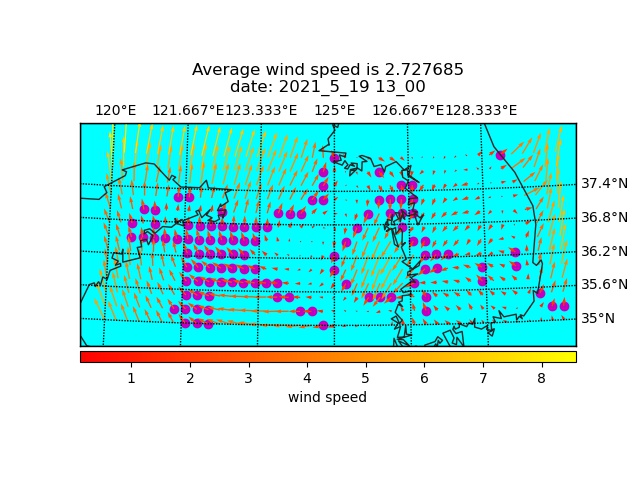 Average wind speed is 2.727685
date: 2021_5_19 13_00
120°E 121.667°E 123.333°E 125°E 126.667°E 128.333°E
37.4°N
36.8°N
36.2°N
35.6°N
35°N
1 2 3 4 5 6 7 8
wind speed